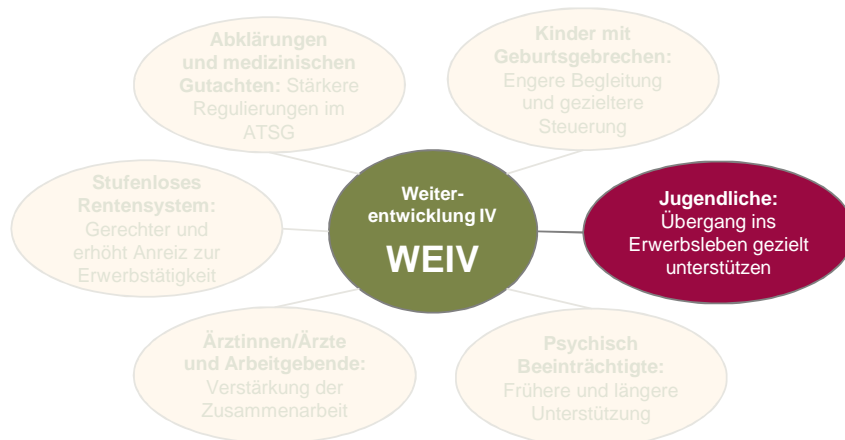 Abklärungen
und medizinischen
Gutachten: Stärkere
Regulierungen im
ATSG
Kinder mit
Geburtsgebrechen:
Engere Begleitung
und gezieltere
Steuerung
Stufenloses
Rentensystem:
Gerechter und
erhöht Anreiz zur
Erwerbstätigkeit
Weiter-
entwicklung IV
WEIV
Jugendliche:
Übergang ins
Erwerbsleben gezielt
unterstützen
Ärztinnen/Ärzte
und Arbeitgebende:
Verstärkung der
Zusammenarbeit
Psychisch
Beeinträchtigte:
Frühere und längere
Unterstützung